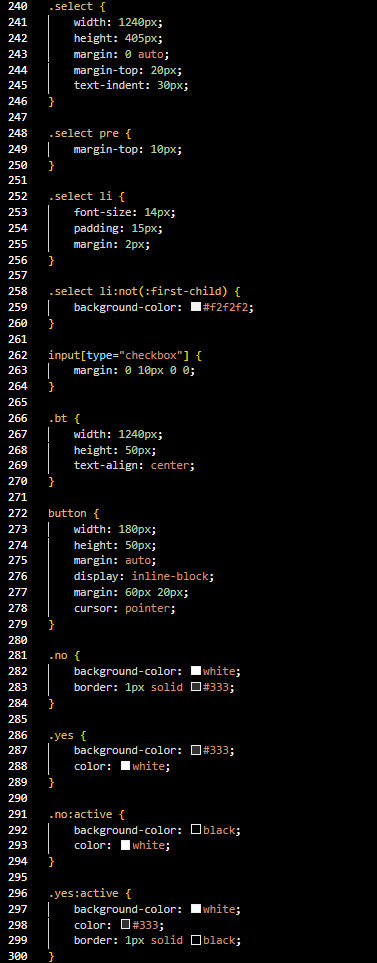 240 .select {
241 width: 1240px;
242 height: 405px;
243 margin: 0 auto;
244 margin-top: 20px;
245 text-indent: 30px;
246 }
247
248 .select pre {
249 margin-top: 10px;
250 }
251
252 .select li {
253 font-size: 14px;
254 padding: 15px;
255 margin: 2px;
256 }
257
258 .select li:not(:first-child) {
259 background-color: #f2f2f2;
260 }
261
262 input[type="checkbox"] {
263 margin: 0 10px 0 0;
264 }
265
266 .bt {
267 width: 1240px;
268 height: 50px;
269 text-align: center;
270 }
271
272 button {
273 width: 180px;
274 height: 50px;
275 margin: auto;
276 display: inline-block;
277 margin: 60px 20px;
278 cursor: pointer;
279 }
280
281 .no {
282 background-color: white;
283 border: 1px solid #333;
284 }
285
286 .yes {
287 background-color: #333;
288 color: white;
289 }
290
291 .no:active {
292 background-color: black;
293 color: white;
294 }
295
296 .yes:active {
297 background-color: white;
298 color: #333;
299 border: 1px solid black;
300 }